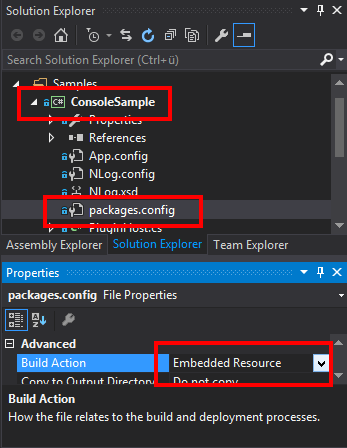 Solution Explorer
Search Solution Explorer (Ctrl+ü)
Samples
C# ConsoleSample
Properties
References
App.config
NLog.config
NLog.xsd
packages.config
PluginHost.cs
Assembly Explorer Solution Explorer Team Explorer
Properties
packages.config File Properties
Advanced
Build Action Embedded Resource
Copy to Output Directory Do not copy
Build Action
How the file relates to the build and deployment processes.